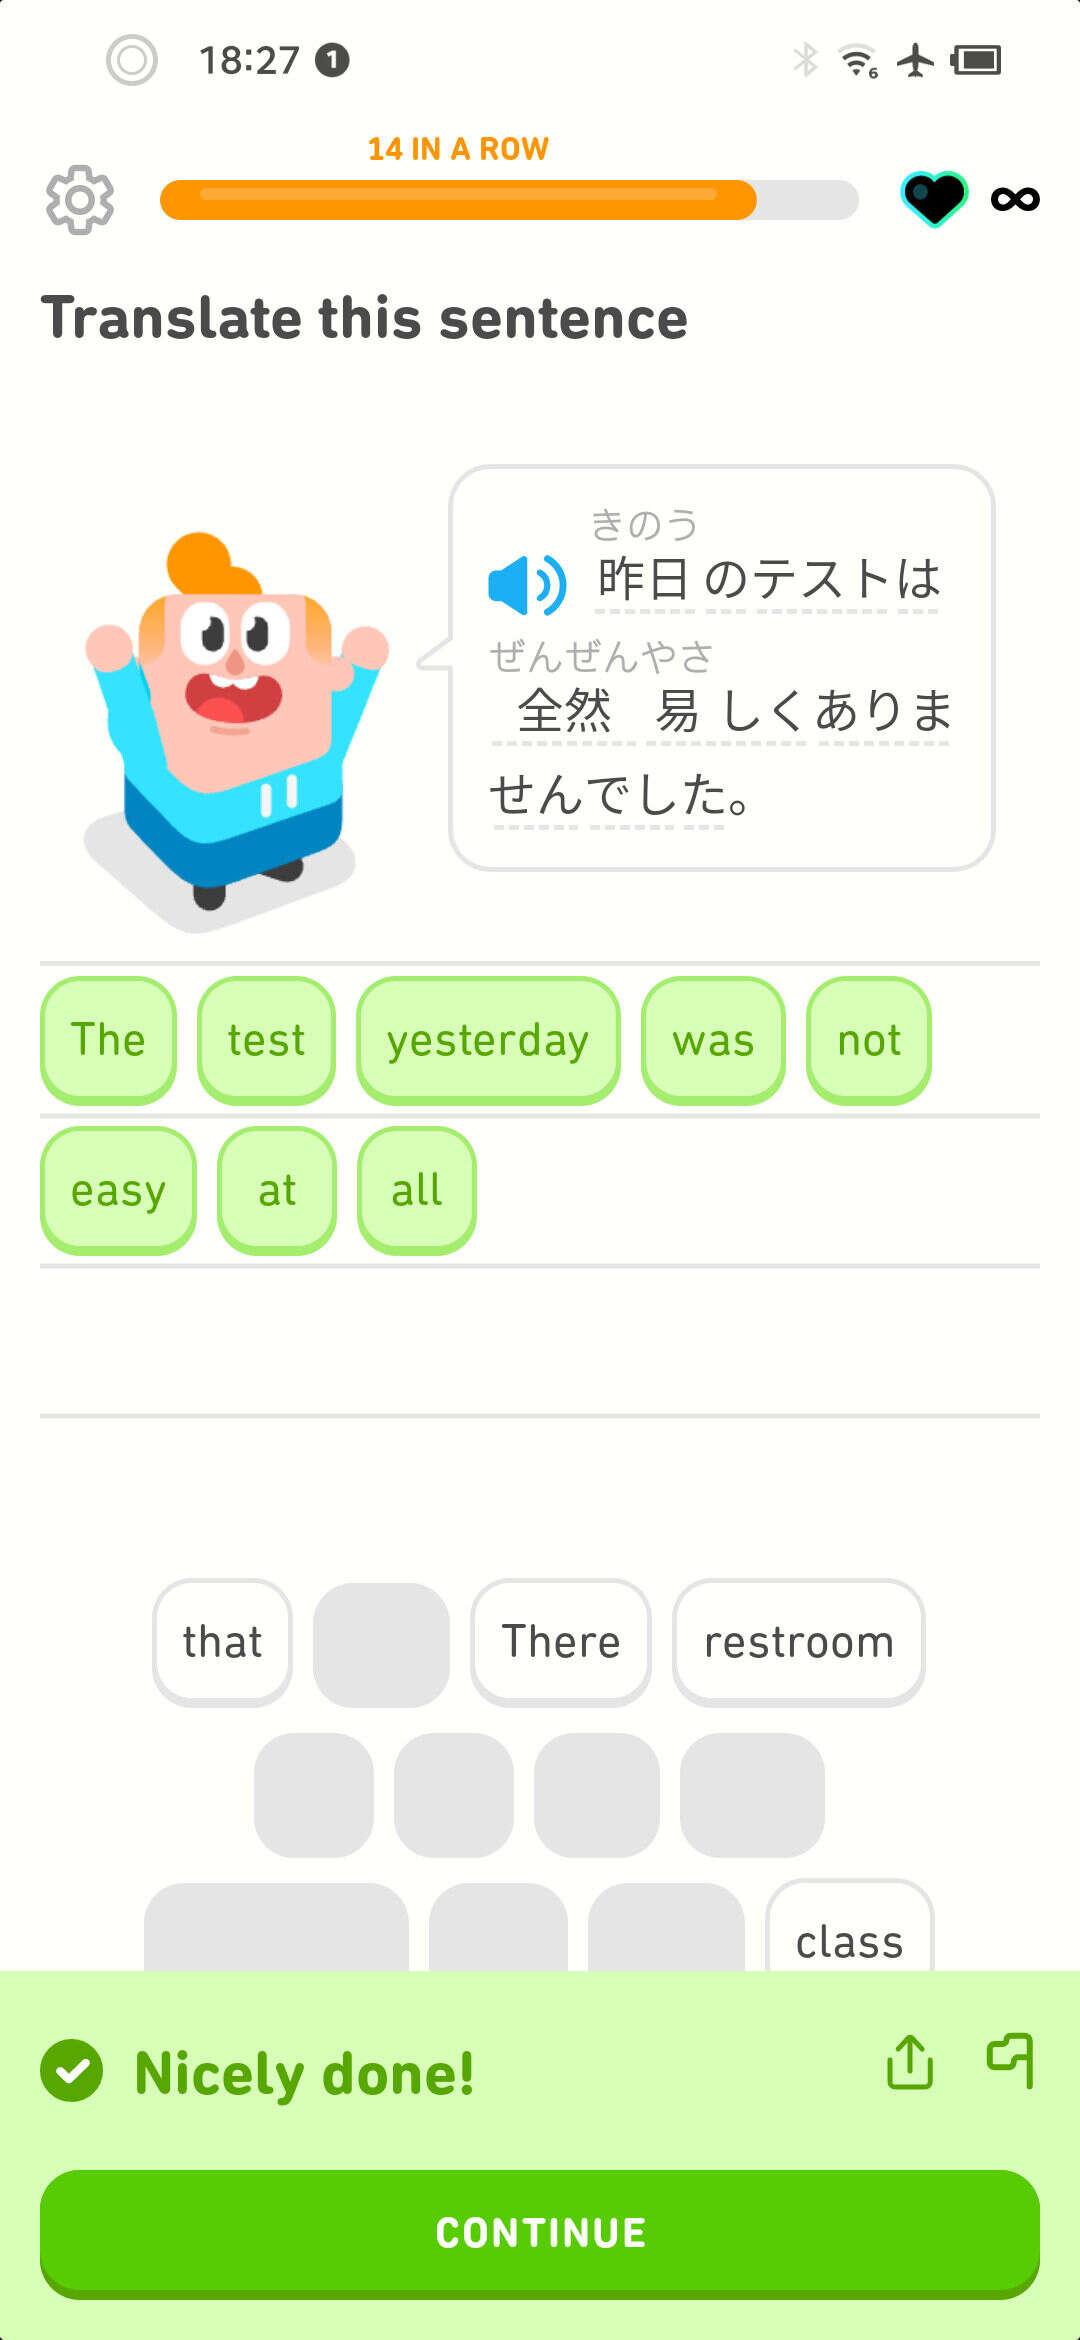 18:27 1
6
14 IN A ROW
Translate this sentence
きのう
昨日のテストは
ぜんぜんやさ
全然易しくありま
せんでした。
The test yesterday was not
easy at all
that There restroom
class
Nicely done!
CONTINUE